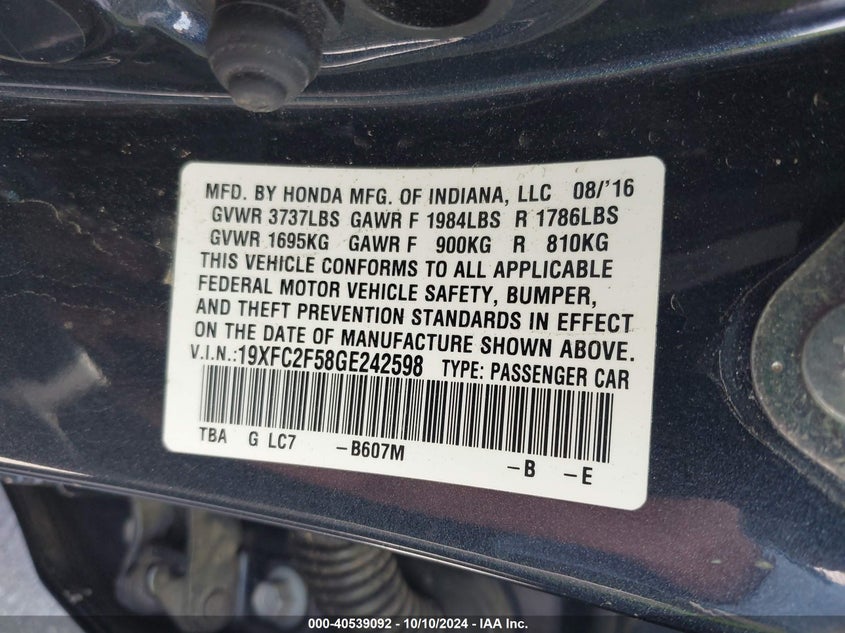 MFD. BY HONDA MFG. OF INDIANA, LLC 08/'16
GVWR 3737LBS GAWR F 1984LBS R 1786LBS
GVWR 1695KG GAWR F 900KG R 810KG
THIS VEHICLE CONFORMS TO ALL APPLICABLE
FEDERAL MOTOR VEHICLE SAFETY, BUMPER,
AND THEFT PREVENTION STANDARDS IN EFFECT
ON THE DATE OF MANUFACTURE SHOWN ABOVE.
V.I.N.:19XFC2F58GE242598 TYPE: PASSENGER CAR
TBA G LC7 –B607M –B –E
000-40539092 - 10/10/2024 - IAA Inc.